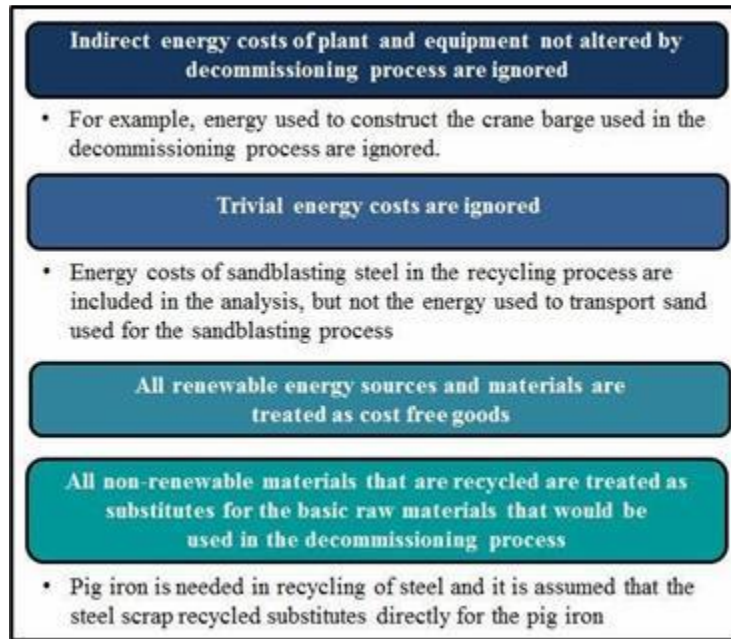 Indirect energy costs of plant and equipment not altered by
decommissioning process are ignored
• For example, energy used to construct the crane barge used in the
decommissioning process are ignored.
Trivial energy costs are ignored
• Energy costs of sandblasting steel in the recycling process are
included in the analysis, but not the energy used to transport sand
used for the sandblasting process
All renewable energy sources and materials are
treated as cost free goods
All non-renewable materials that are recycled are treated as
substitutes for the basic raw materials that would be
used in the decommissioning process
• Pig iron is needed in recycling of steel and it is assumed that the
steel scrap recycled substitutes directly for the pig iron